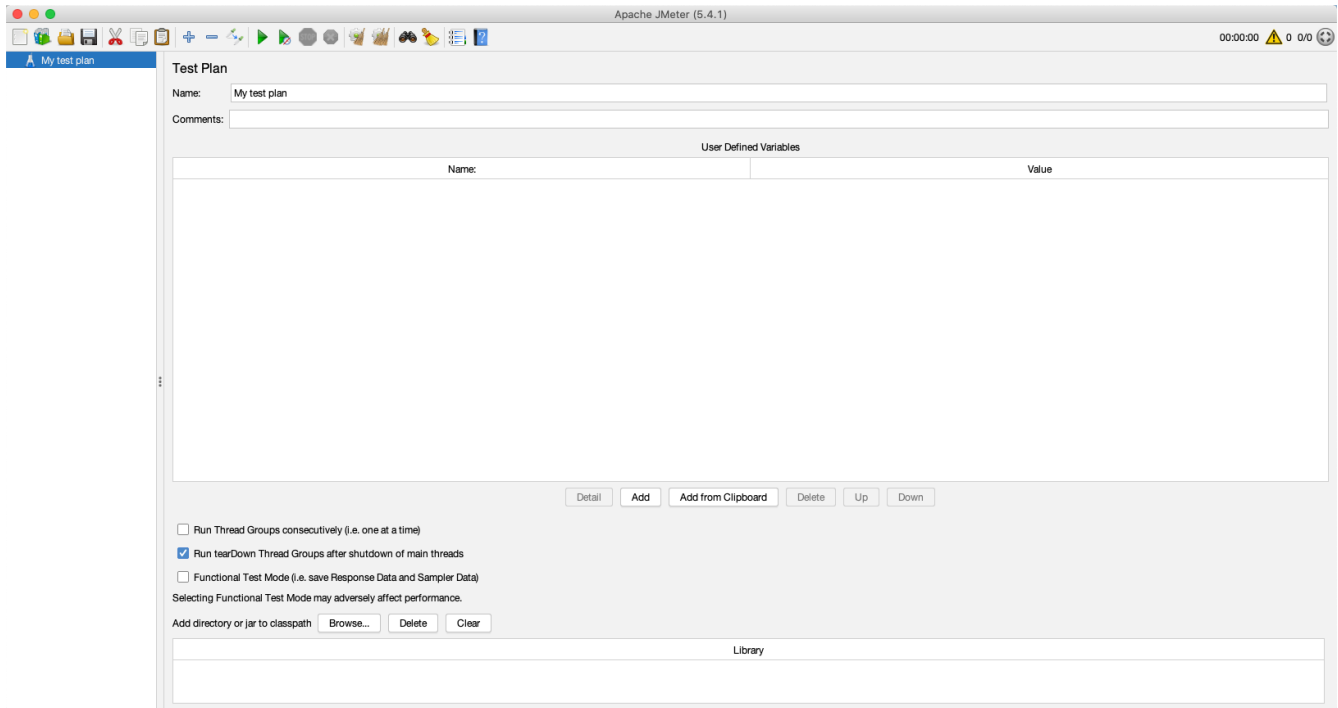 Apache JMeter (5.4.1)
00:00:00 0 0/0
My test plan
Test Plan
Name: My test plan
Comments:
User Defined Variables
Name: Value
Detail Add Add from Clipboard Delete Up Down
Run Thread Groups consecutively (i.e. one at a time)
Run tearDown Thread Groups after shutdown of main threads
Functional Test Mode (i.e. save Response Data and Sampler Data)
Selecting Functional Test Mode may adversely affect performance.
Add directory or jar to classpath Browse... Delete Clear
Library